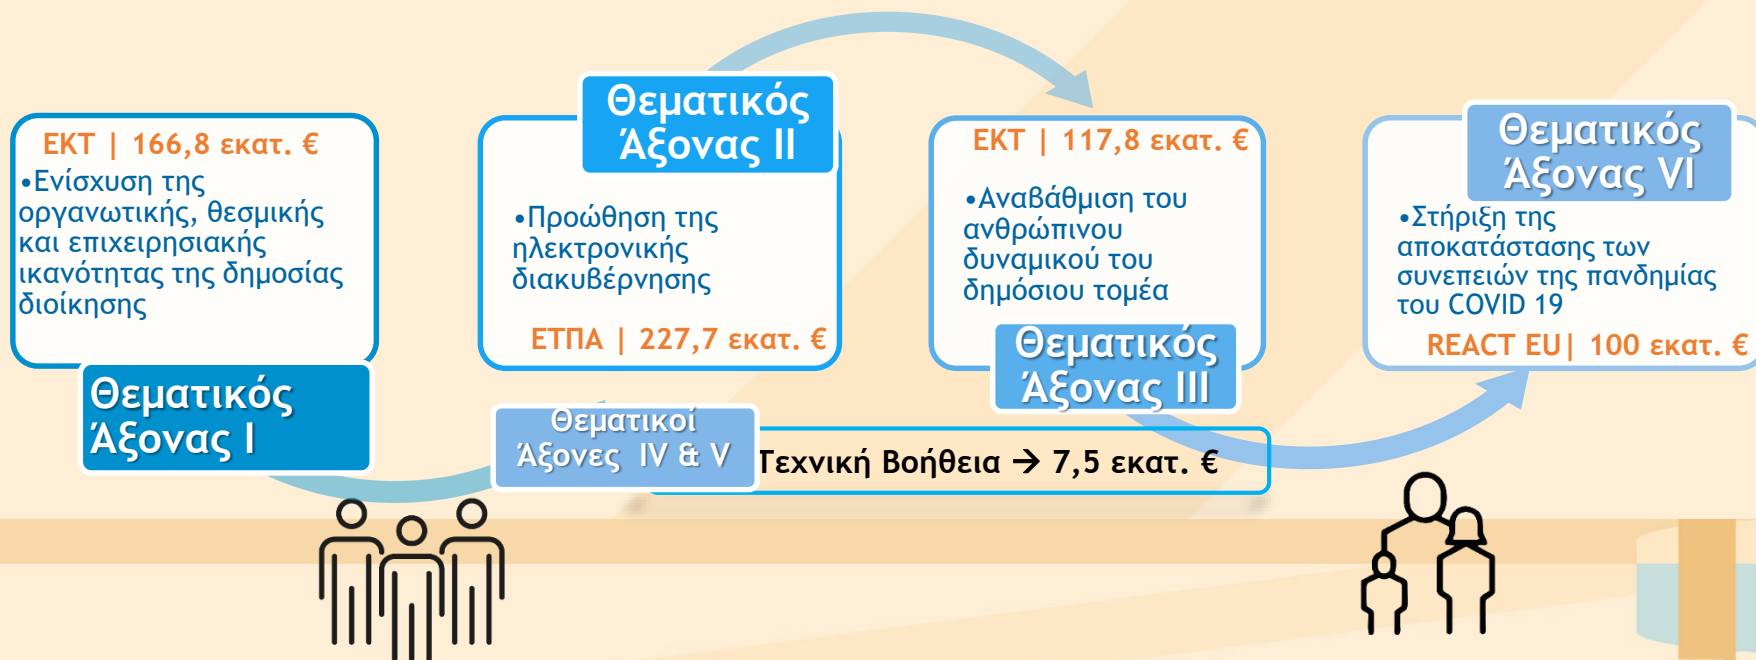 ΕΚΤ | 166,8 εκατ. €
•Ενίσχυση της
οργανωτικής, θεσμικής
και επιχειρησιακής
ικανότητας της δημοσίας
διοίκησης
Θεματικός
Άξονας Ι
Θεματικός
Άξονας ΙΙ
•Προώθηση της
ηλεκτρονικής
διακυβέρνησης
ΕΤΠΑ | 227,7 εκατ. €
ΕΚΤ | 117,8 εκατ. €
•Αναβάθμιση του
ανθρώπινου
δυναμικού του
δημόσιου τομέα
Θεματικός
Άξονας ΙΙΙ
Θεματικός
Άξονας VI
•Στήριξη της
αποκατάστασης των
συνεπειών της πανδημίας
του COVID 19
REACT EU| 100 εκατ. €
Θεματικοί
Άξονες IV & V
Τεχνική Βοήθεια → 7,5 εκατ. €